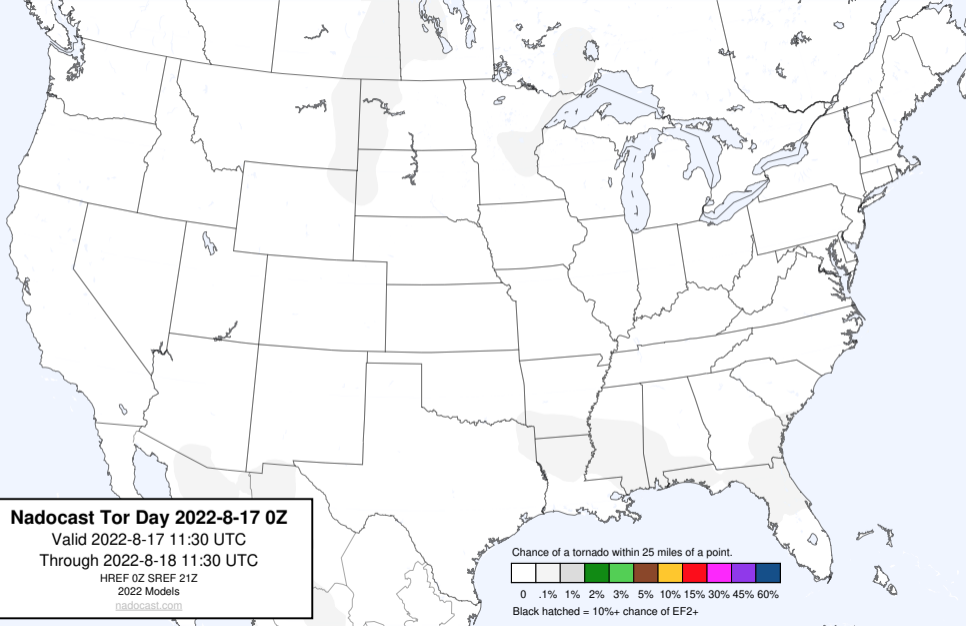 Nadocast Tor Day 2022-8-17 0Z
Valid 2022-8-17 11:30 UTC
Through 2022-8-18 11:30 UTC
HREF 0Z SREF 21Z
2022 Models
nadocast.com
Chance of a tornado within 25 miles of a point.
0 .1% 1% 2% 3% 5% 10% 15% 30% 45% 60%
Black hatched = 10%+ chance of EF2+